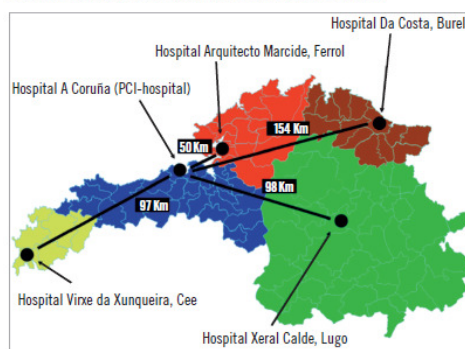 Hospital Da Costa, Burela
Hospital Arquitecto Marcide, Ferrol
Hospital A Coruña (PCI-hospital)
50 Km
154 Km
98 Km
97 Km
Hospital Virxe da Xunqueira, Cee
Hospital Xeral Calde, Lugo